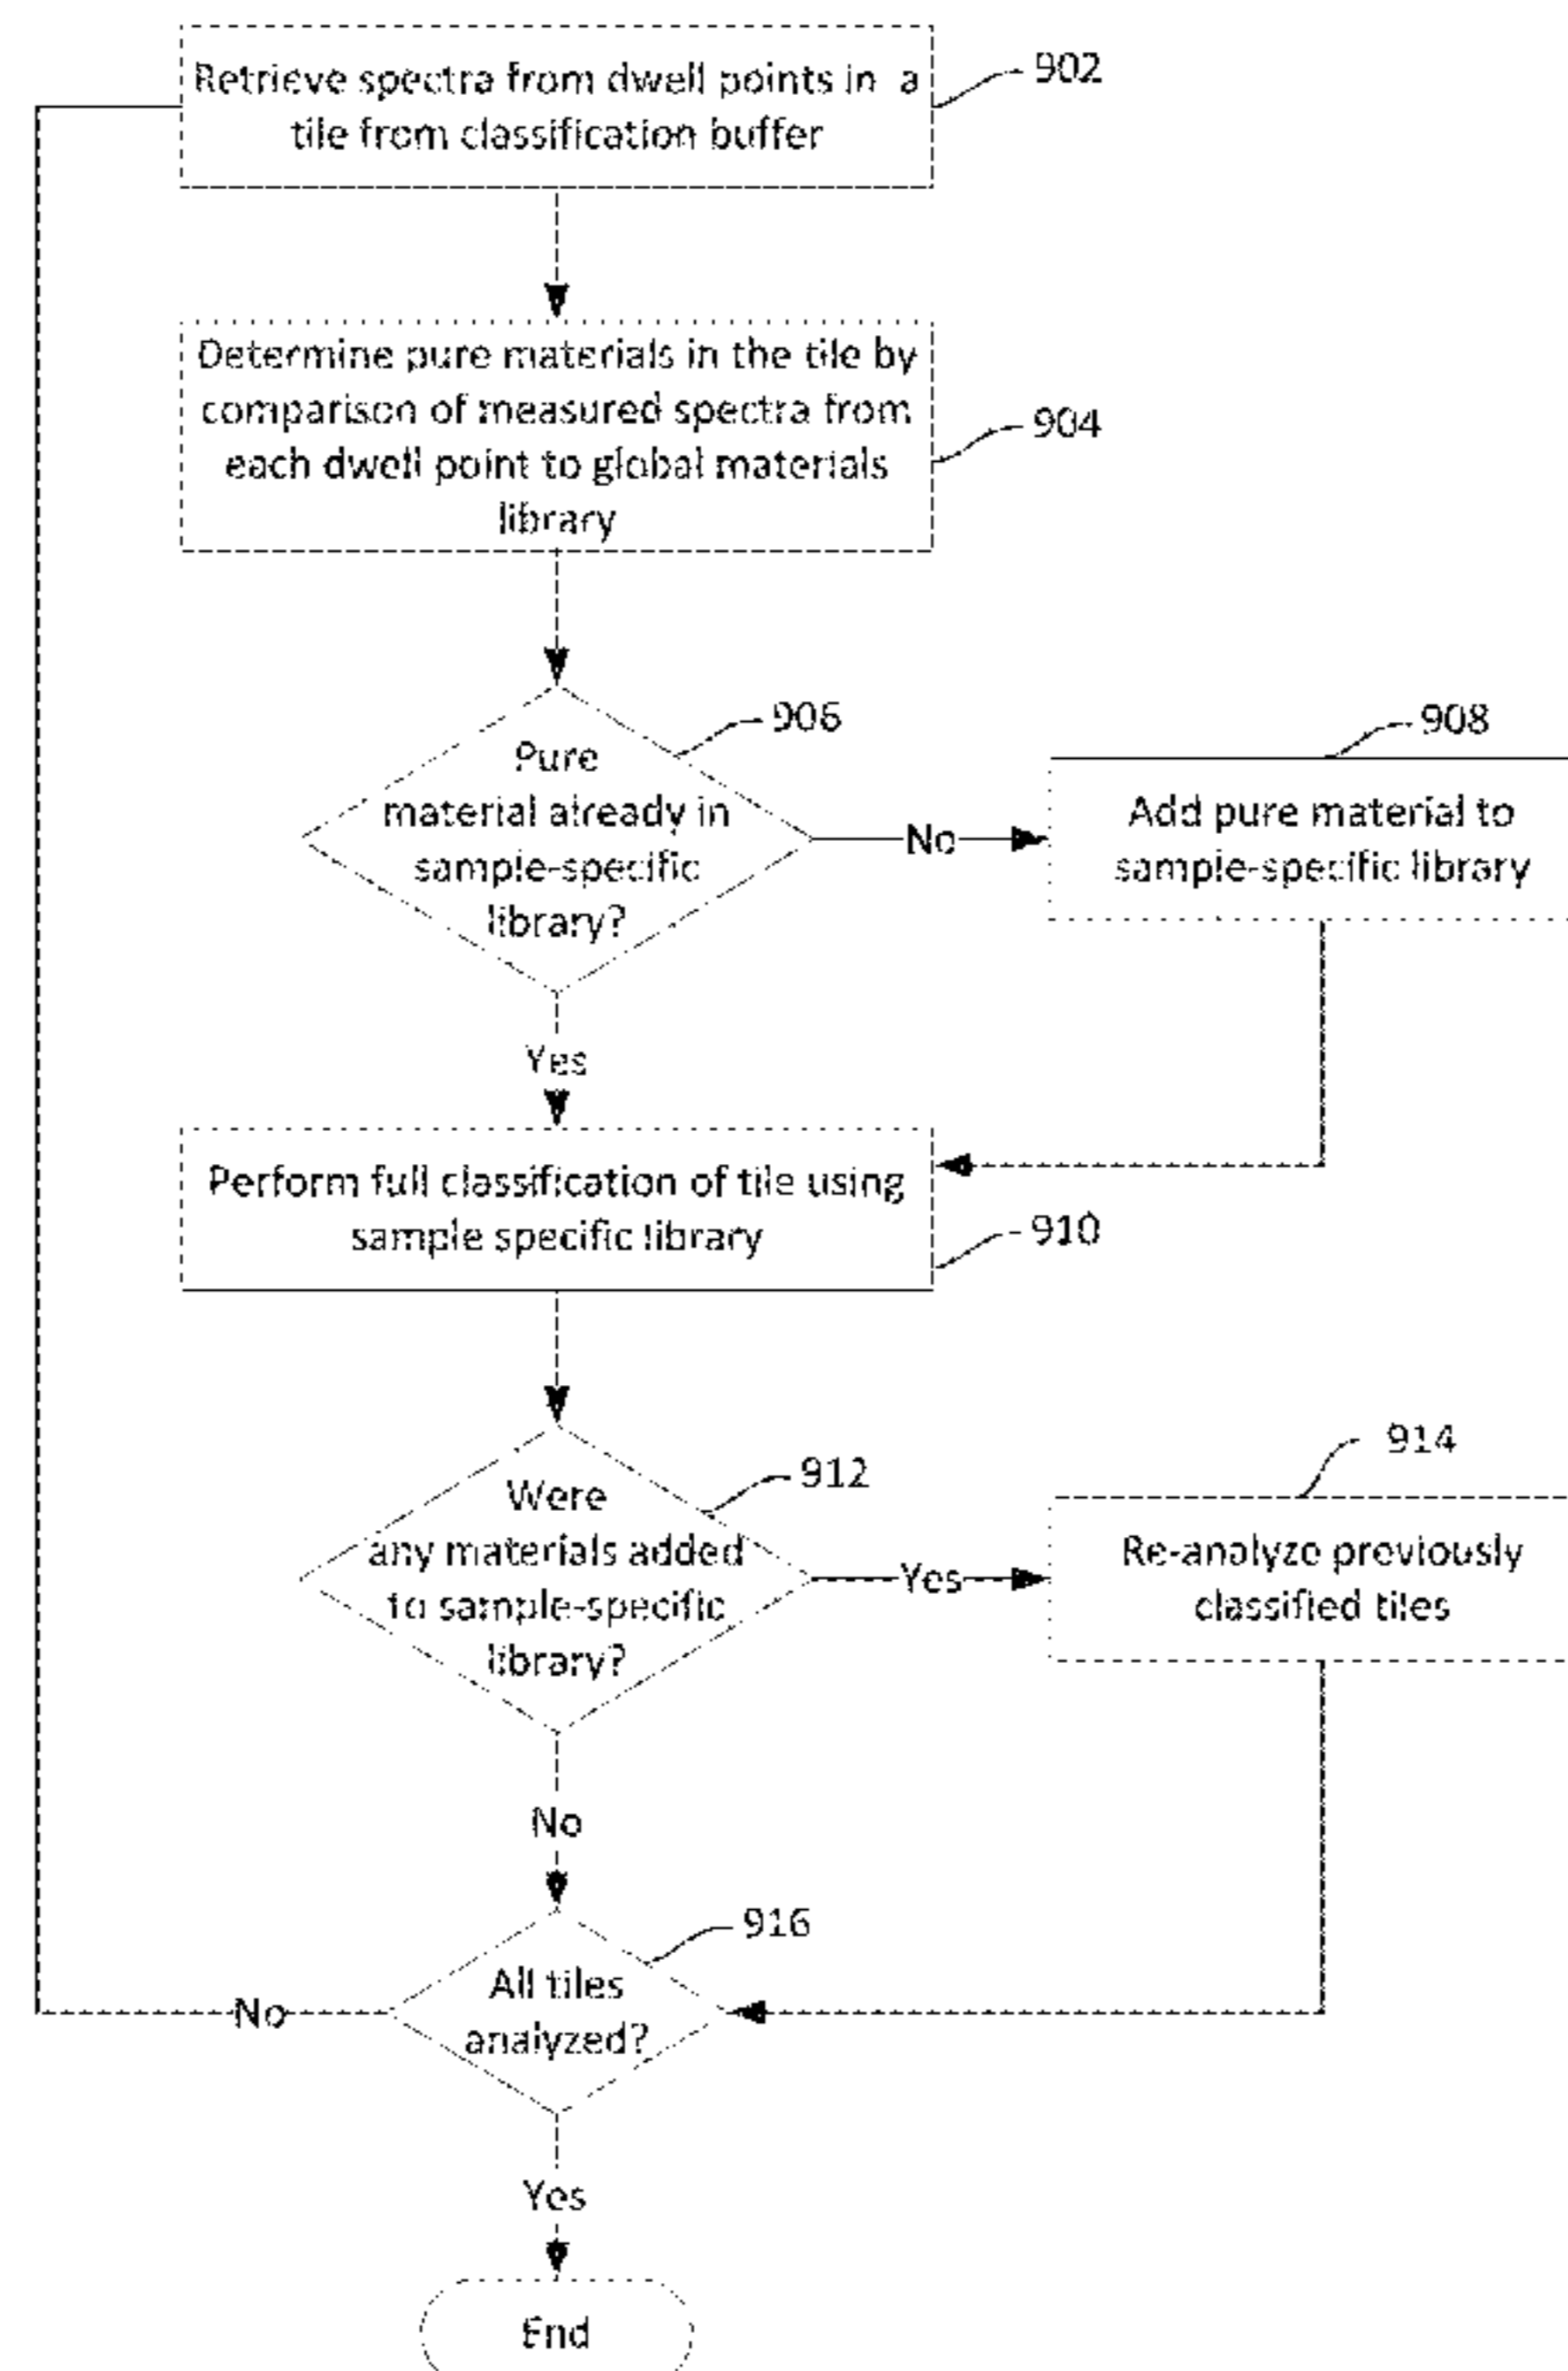 Retrieve spectra from dwell points in a
tile from classification buffer
902
Determine pure materials in the tile by
comparison of measured spectra from
each dwell point to global materials
library
904
Pure
material already in
sample-specific
library?
906
No
908
Add pure material to
sample-specific library
Yes
Perform full classification of tile using
sample specific library
910
Were
any materials added
to sample-specific
library?
912
Yes
914
Re-analyze previously
classified tiles
No
916
All tiles
analyzed?
No
Yes
End